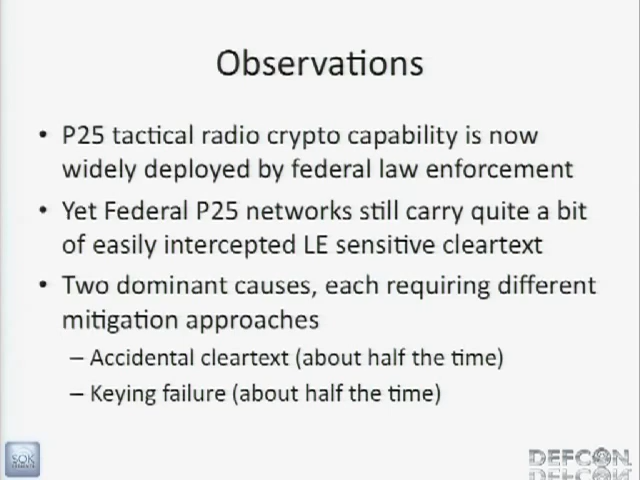 Observations
• P25 tactical radio crypto capability is now
widely deployed by federal law enforcement
• Yet Federal P25 networks still carry quite a bit
of easily intercepted LE sensitive cleartext
• Two dominant causes, each requiring different
mitigation approaches
– Accidental cleartext (about half the time)
– Keying failure (about half the time)
SOK
DEFCON